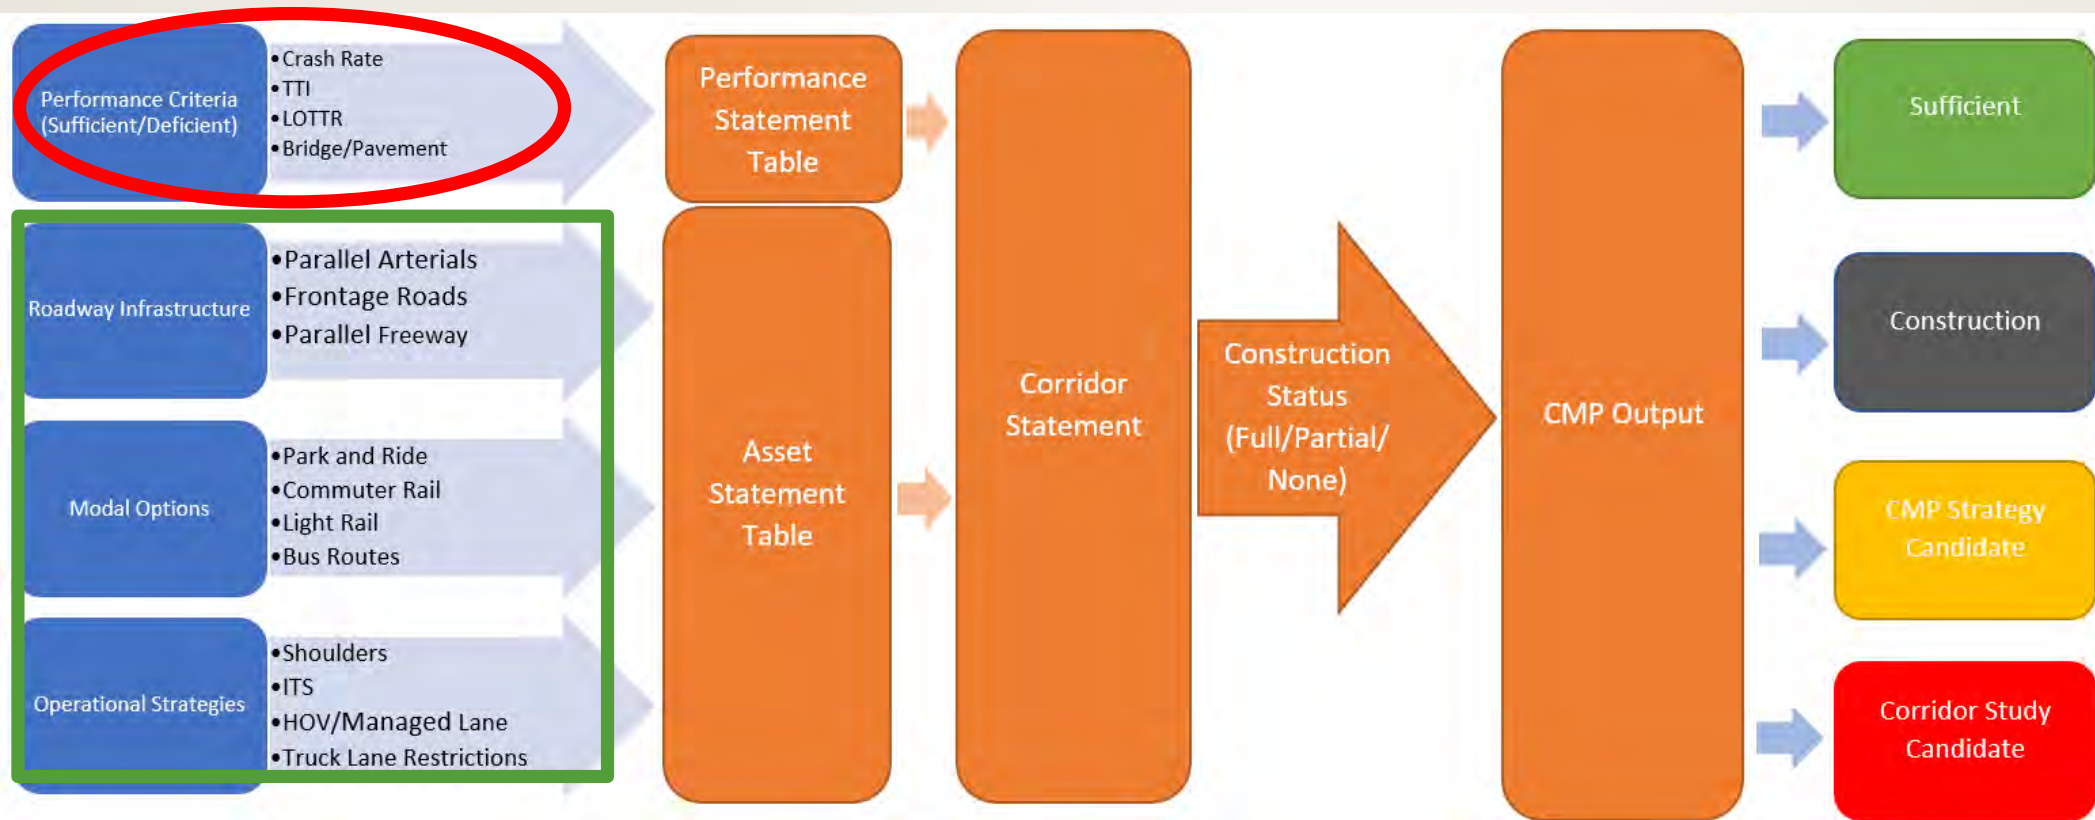 Performance Criteria
(Sufficient/Deficient)
•Crash Rate
•TTI
•LOTTR
•Bridge/Pavement
Roadway Infrastructure
•Parallel Arterials
•Frontage Roads
•Parallel Freeway
Modal Options
•Park and Ride
•Commuter Rail
•Light Rail
•Bus Routes
Operational Strategies
•Shoulders
•ITS
•HOV/Managed Lane
•Truck Lane Restrictions
Performance
Statement
Table
Asset
Statement
Table
Corridor
Statement
Construction
Status
(Full/Partial/
None)
CMP Output
Sufficient
Construction
CMP Strategy
Candidate
Corridor Study
Candidate